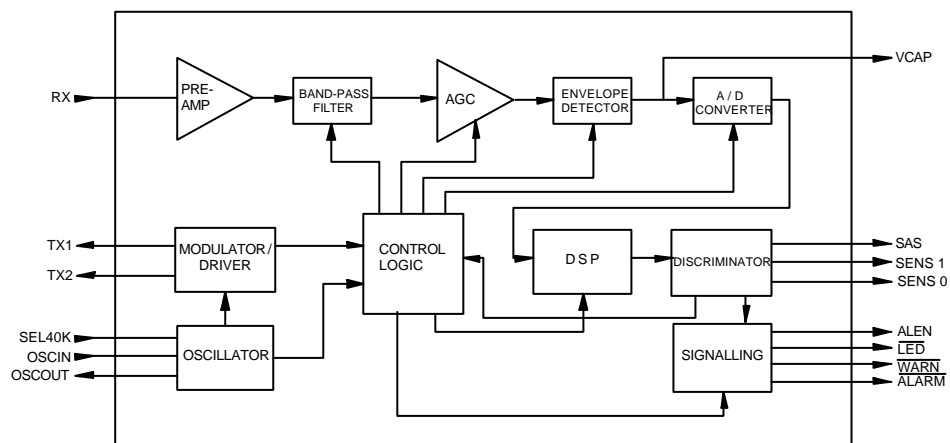 VCAP
RX
PRE-
AMP
BAND-PASS
FILTER
AGC
ENVELOPE
DETECTOR
A / D
CONVERTER
TX1
TX2
MODULATOR/
DRIVER
CONTROL
LOGIC
D S P
DISCRIMINATOR
SAS
SENS 1
SENS 0
SEL40K
OSCIN
OSCOUT
OSCILLATOR
SIGNALLING
ALEN
LED
WARN
ALARM